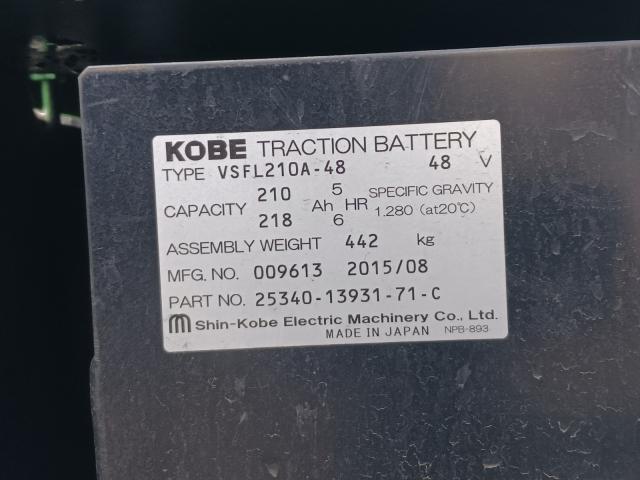 KOBE TRACTION BATTERY
TYPE VSFL210A-48 48 V
CAPACITY 210 Ah 5 HR SPECIFIC GRAVITY
218 6 1.280 (at20℃)
ASSEMBLY WEIGHT 442 kg
MFG. NO. 009613 2015/08
PART NO. 25340-13931-71-C
Shin-Kobe Electric Machinery Co., Ltd.
MADE IN JAPAN NPB-893